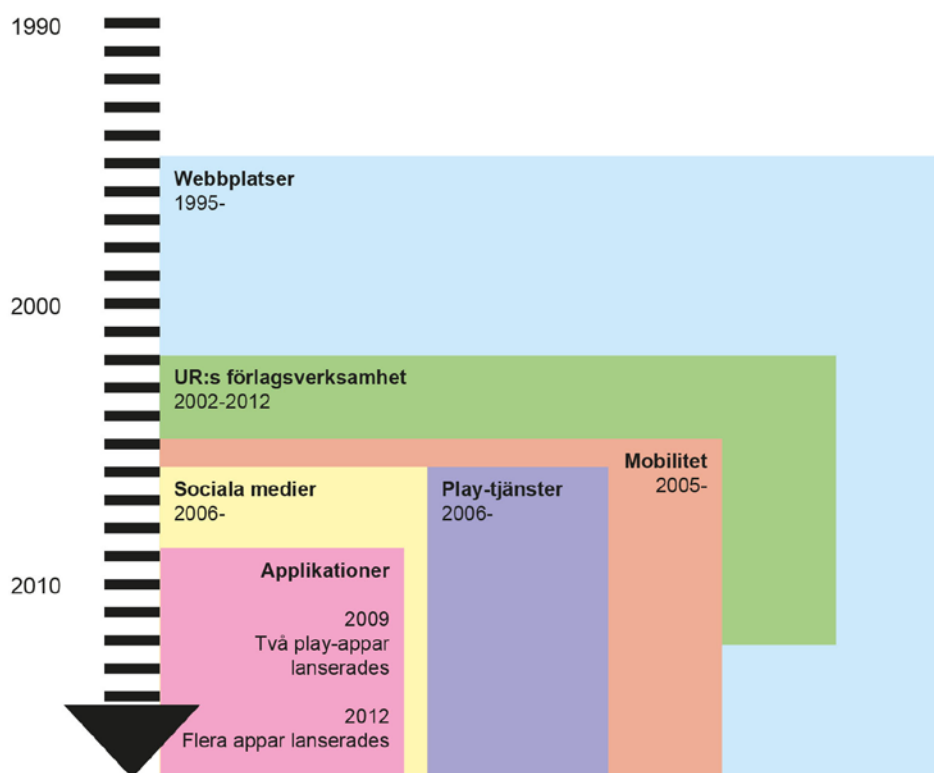 1990
Webbplatser
1995-
2000
UR:s förlagsverksamhet
2002-2012
Mobilitet
2005-
Sociala medier
2006-
Play-tjänster
2006-
2010
Applikationer
2009
Två play-appar
lanserades
2012
Flera appar lanserades